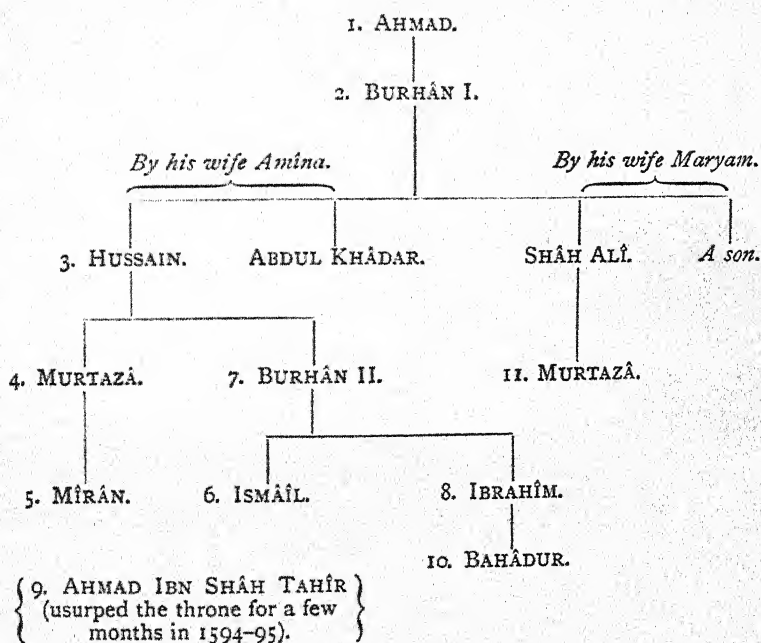 1. AHMAD.
2. BURHÂN I.
By his wife Amîna. By his wife Maryam.
3. HUSSAIN. ABDUL KHÂDAR. SHÂH ALÎ. A son.
4. MURTAZÂ. 7. BURHÂN II. 11. MURTAZÂ.
5. MÎRÂN. 6. ISMÂÎL. 8. IBRAHÎM.
10. BAHÂDUR.
9. AHMAD IBN SHÂH TAHÎR
(usurped the throne for a few
months in 1594–95).